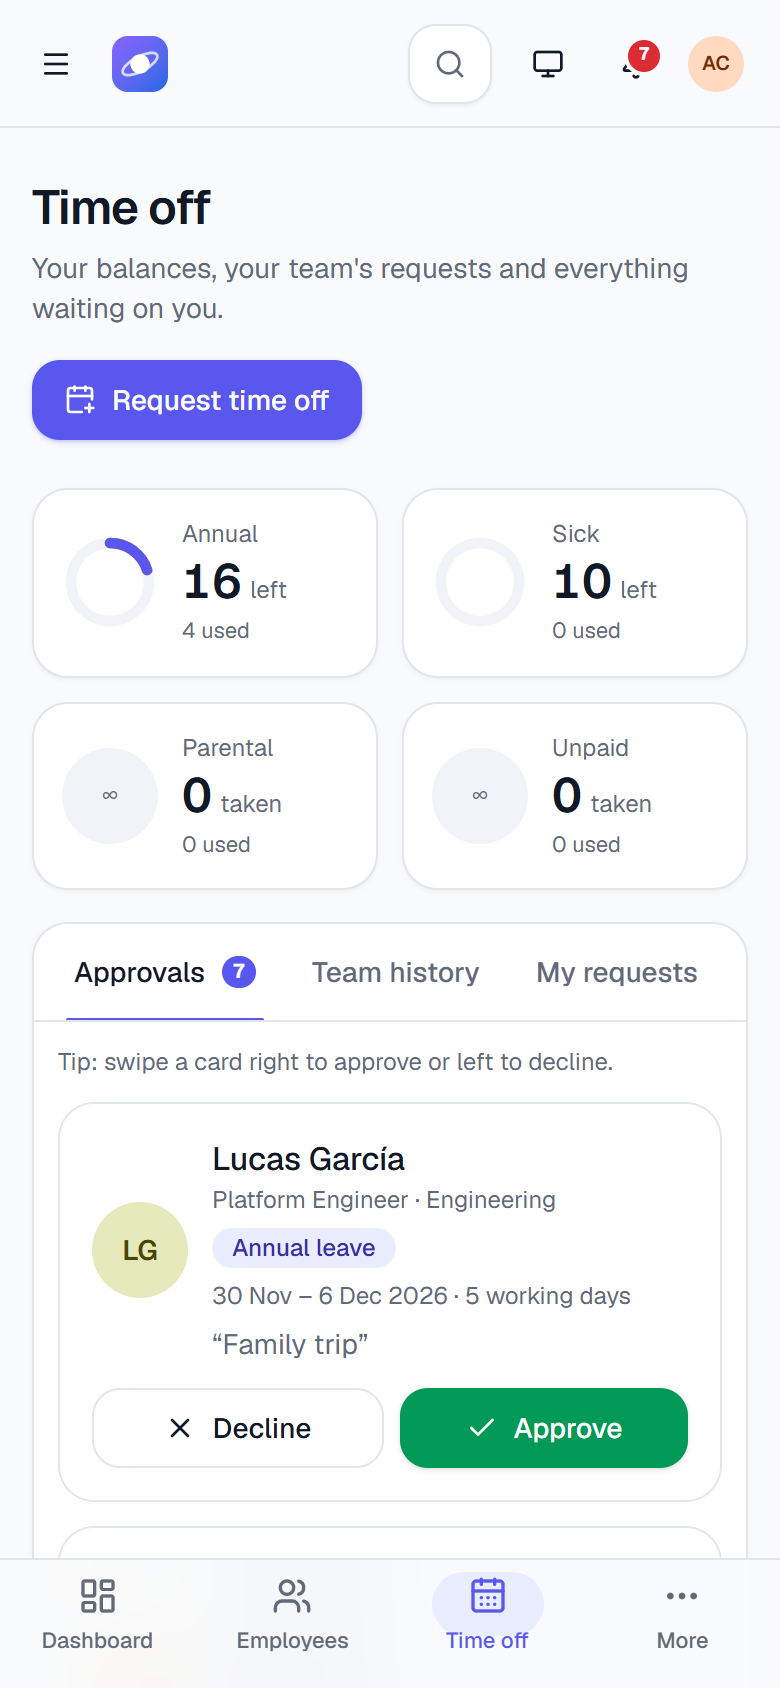 7
AC
Time off
Your balances, your team's requests and everything
waiting on you.
Request time off
Annual
16 left
4 used
Sick
10 left
0 used
∞
Parental
0 taken
0 used
∞
Unpaid
0 taken
0 used
Approvals 7
Team history
My requests
Tip: swipe a card right to approve or left to decline.
LG
Lucas García
Platform Engineer · Engineering
Annual leave
30 Nov – 6 Dec 2026 · 5 working days
“Family trip”
Decline
Approve
Dashboard
Employees
Time off
More